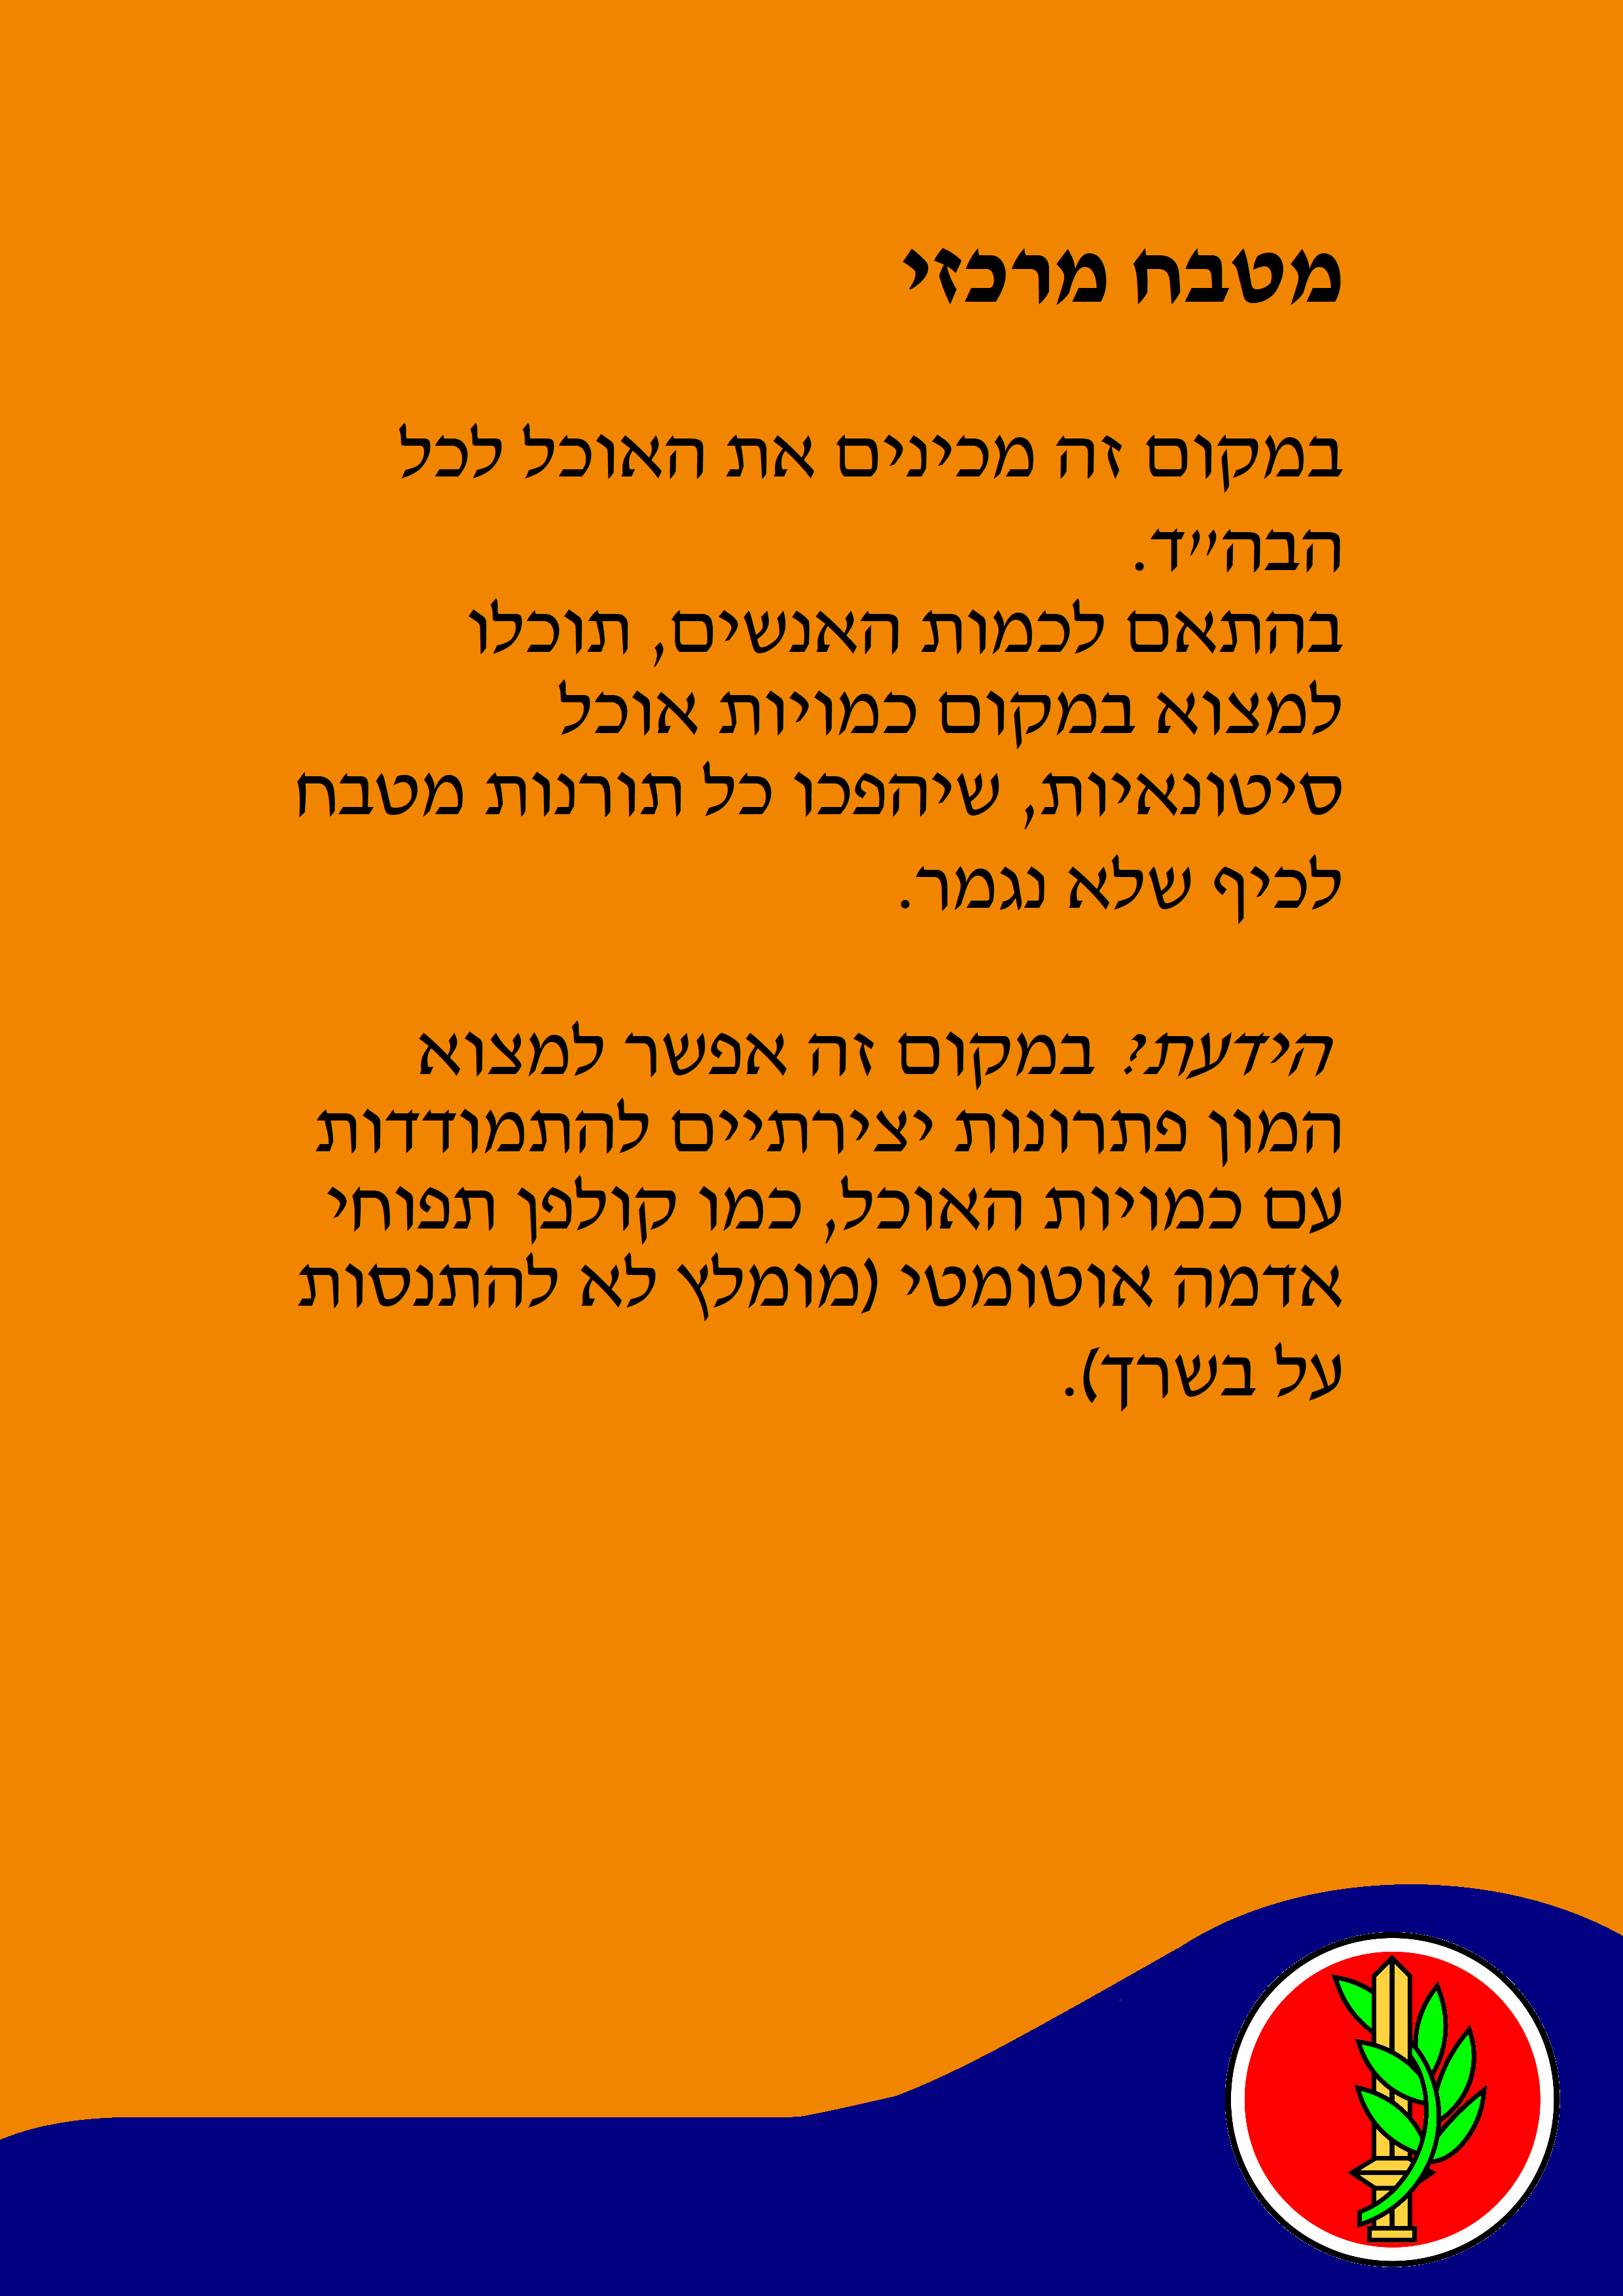 מטבח מרכזי
במקום זה מכינים את האוכל לכל
הבה״ד.
בהתאם לכמות האנשים, תוכלו
למצוא במקום כמויות אוכל
סיטונאיות, שיהפכו כל תורנות מטבח
לכיף שלא נגמר.
הידעת? במקום זה אפשר למצוא
המון פתרונות יצירתיים להתמודדות
עם כמויות האוכל, כמו קולפן תפוחי
אדמה אוטומטי (מומלץ לא להתנסות
על בשרך).